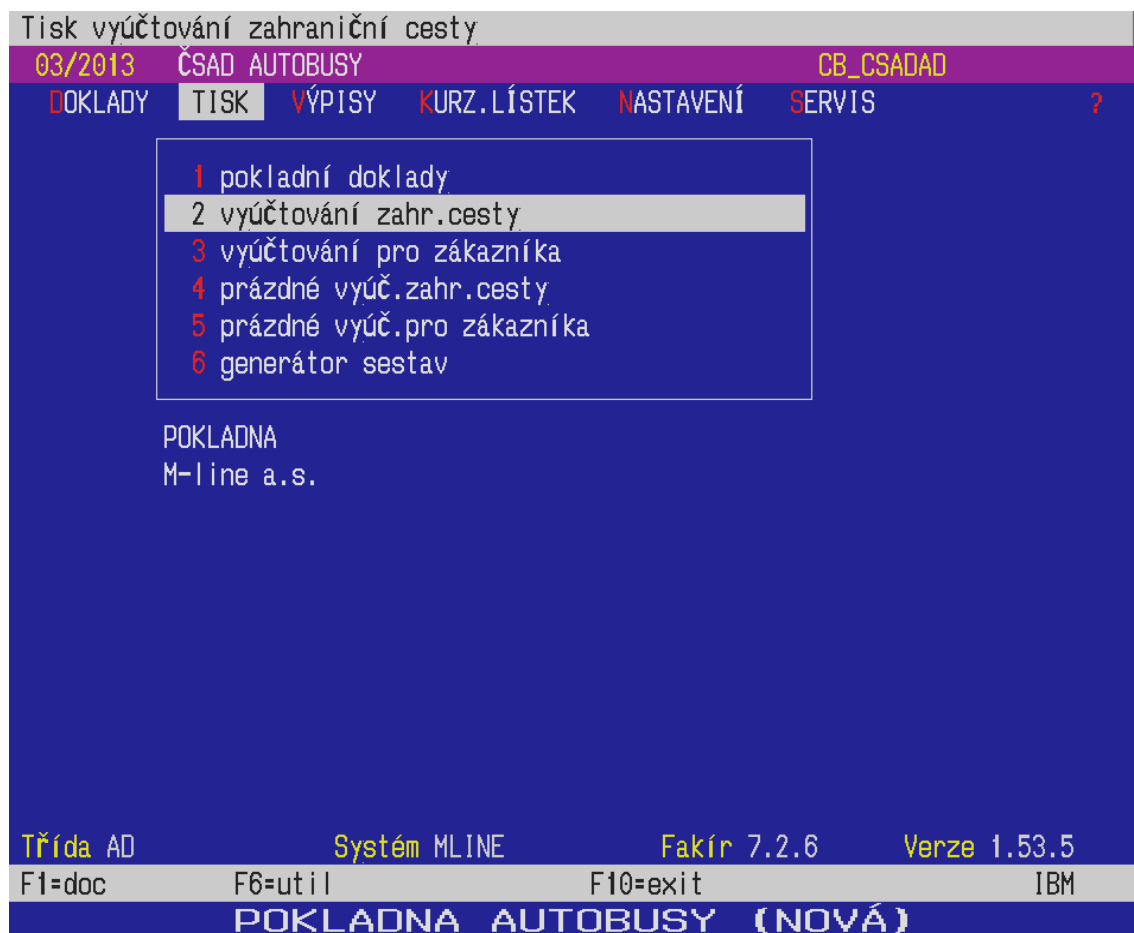 Tisk vyúčtování zahraniční cesty
03/2013 ČSAD AUTOBUSY CB_CSADAD
DOKLADY TISK VÝPISY KURZ.LÍSTEK NASTAVENÍ SERVIS ?
1 pokladní doklady
2 vyúčtování zahr.cesty
3 vyúčtování pro zákazníka
4 prázdné vyúč.zahr.cesty
5 prázdné vyúč.pro zákazníka
6 generátor sestav
POKLADNA
M-line a.s.
Třída AD Systém MLINE Fakír 7.2.6 Verze 1.53.5
F1=doc F6=util F10=exit IBM
POKLADNA AUTOBUSY (NOVÁ)